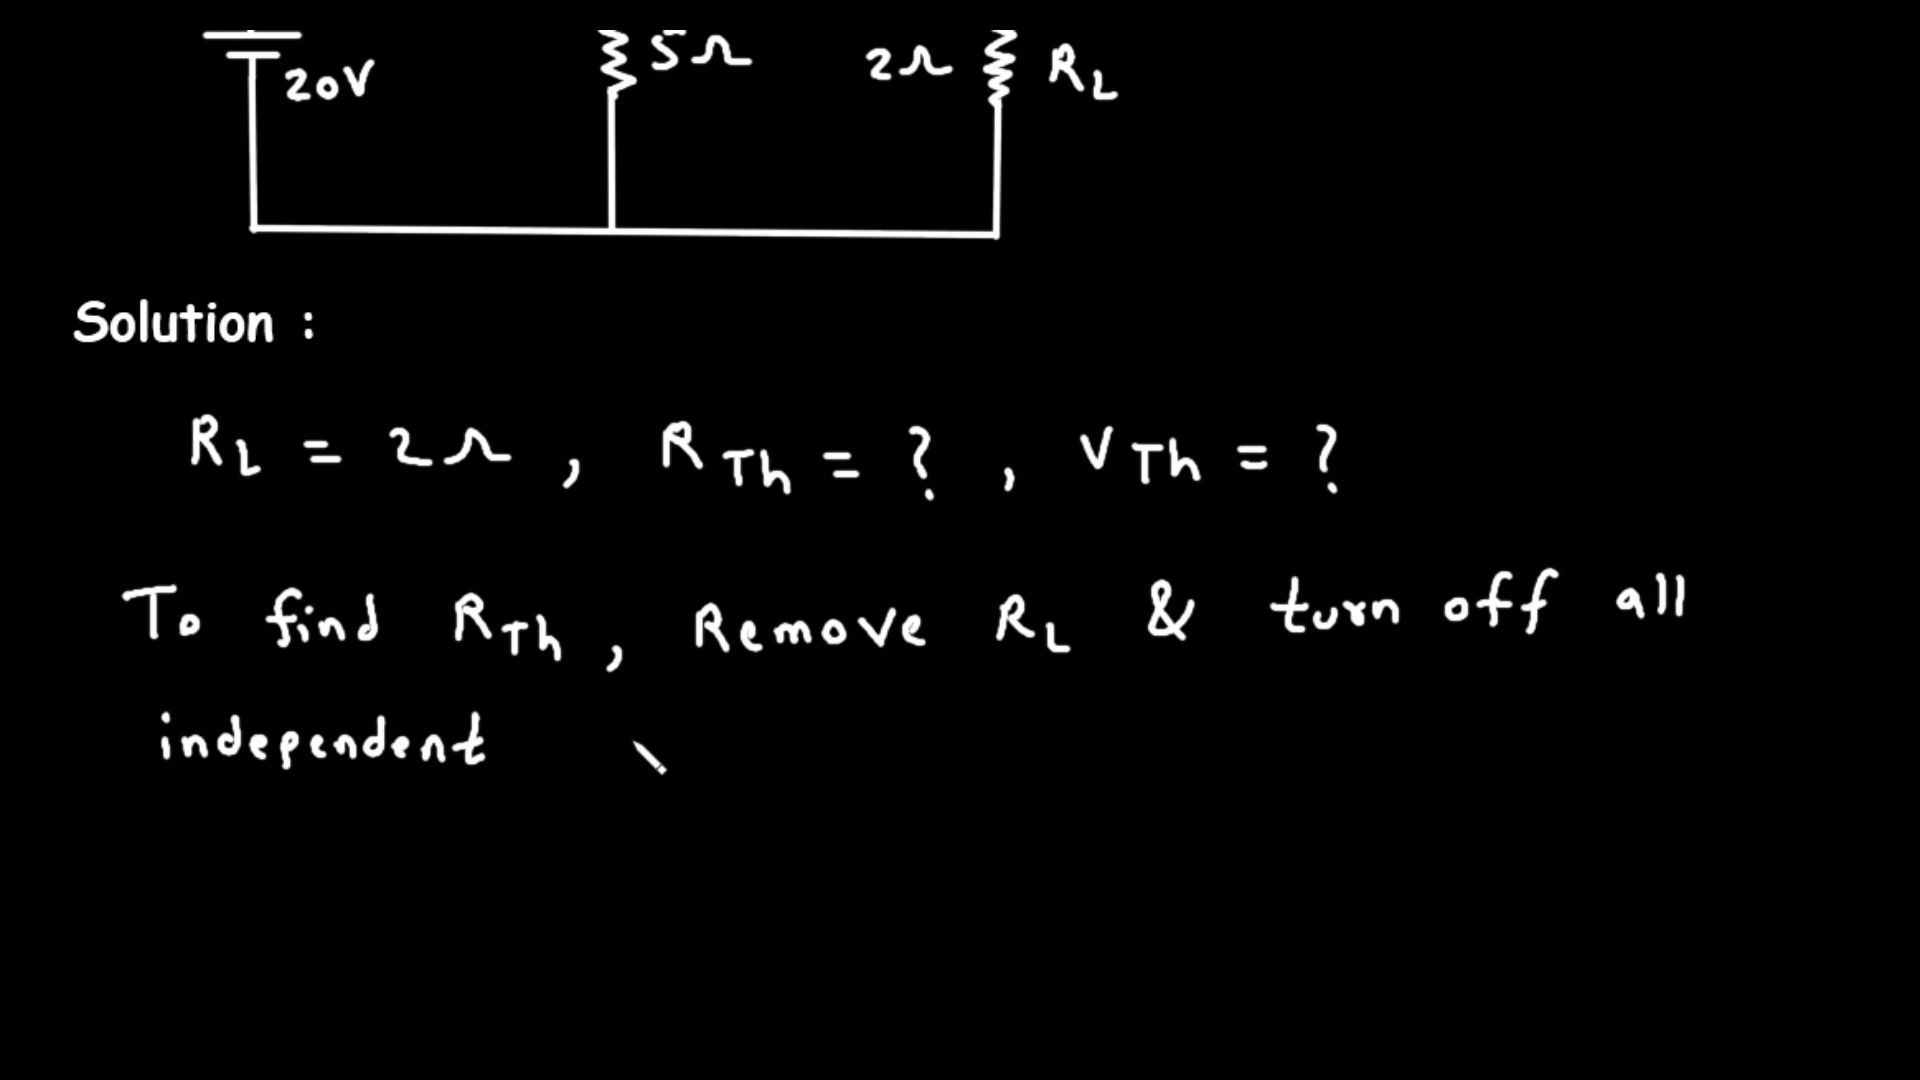 20V 5Ω 2Ω RL
Solution :
RL = 2Ω , RTh = ? , VTh = ?
To find RTh , Remove RL & turn off all
independent